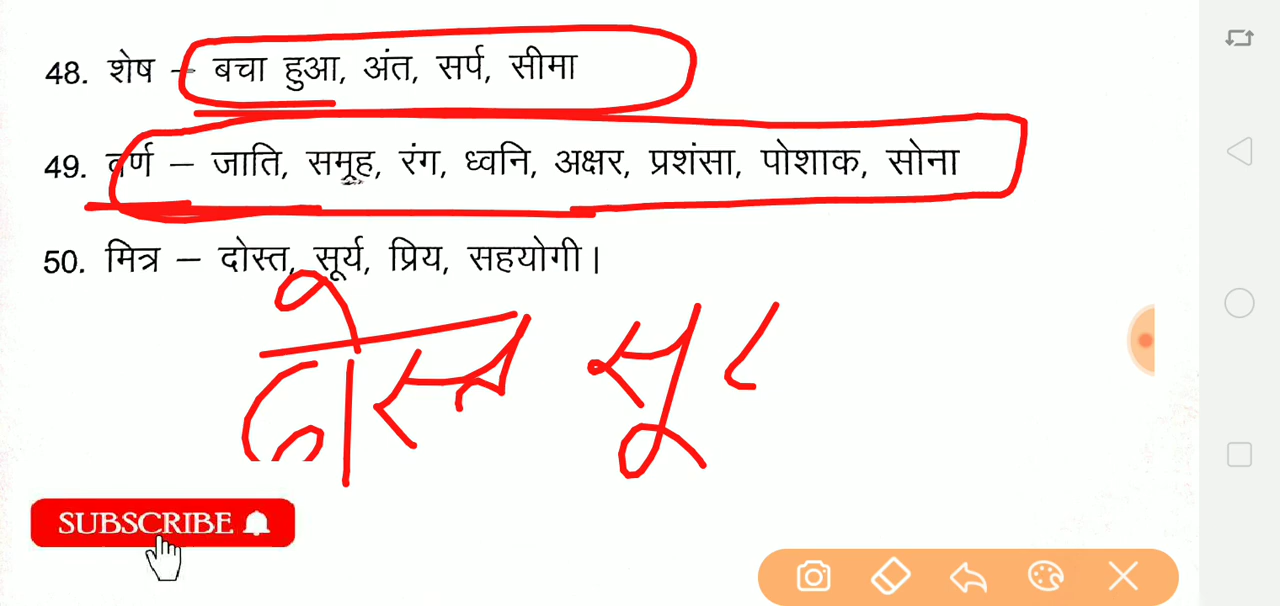 48. शेष – बचा हुआ, अंत, सर्प, सीमा
49. वर्ण – जाति, समूह, रंग, ध्वनि, अक्षर, प्रशंसा, पोशाक, सोना
50. मित्र – दोस्त, सूर्य, प्रिय, सहयोगी।
दोस्त सू
SUBSCRIBE